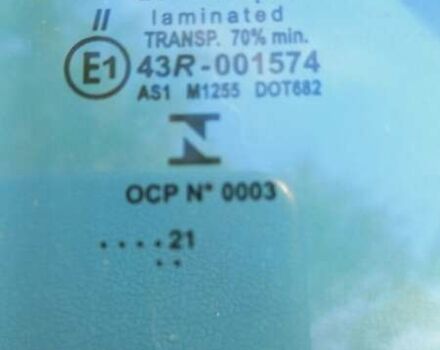 // laminated
TRANSP. 70% min.
E1 43R-001574
AS1 M1255 DOT682
OCP N° 0003
....21
..